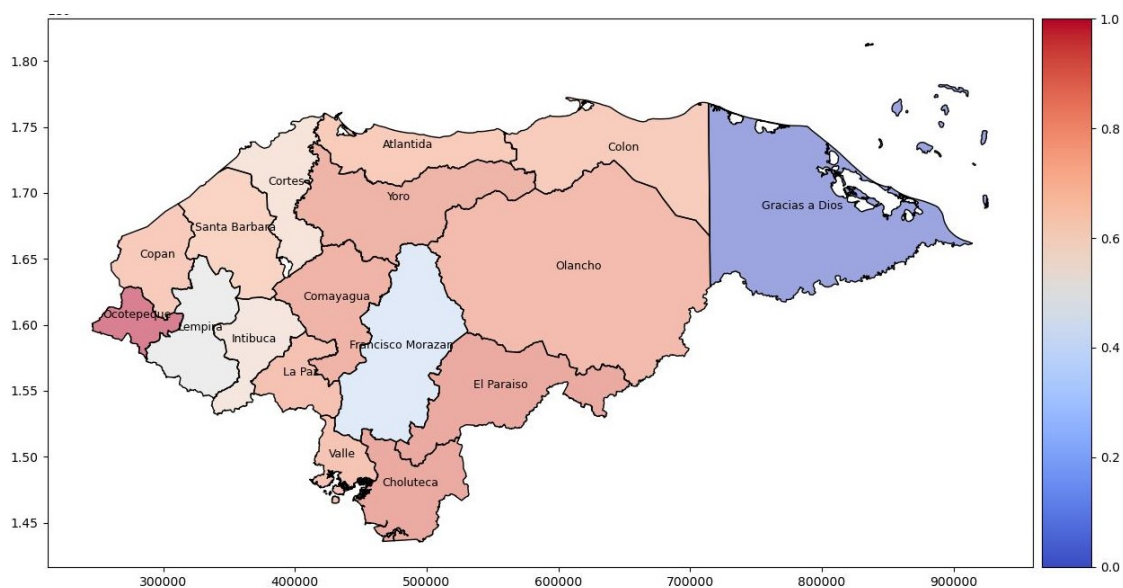 1.80
1.75
1.70
1.65
1.60
1.55
1.50
1.45
Atlantida
Colon
Cortes
Yoro
Gracias a Dios
Santa Barbara
Copan
Olancho
Comayagua
Ocotepeque
Lempira
Intibuca
Francisco Morazan
La Paz
El Paraiso
Valle
Choluteca
300000
400000
500000
600000
700000
800000
900000
1.0
0.8
0.6
0.4
0.2
0.0